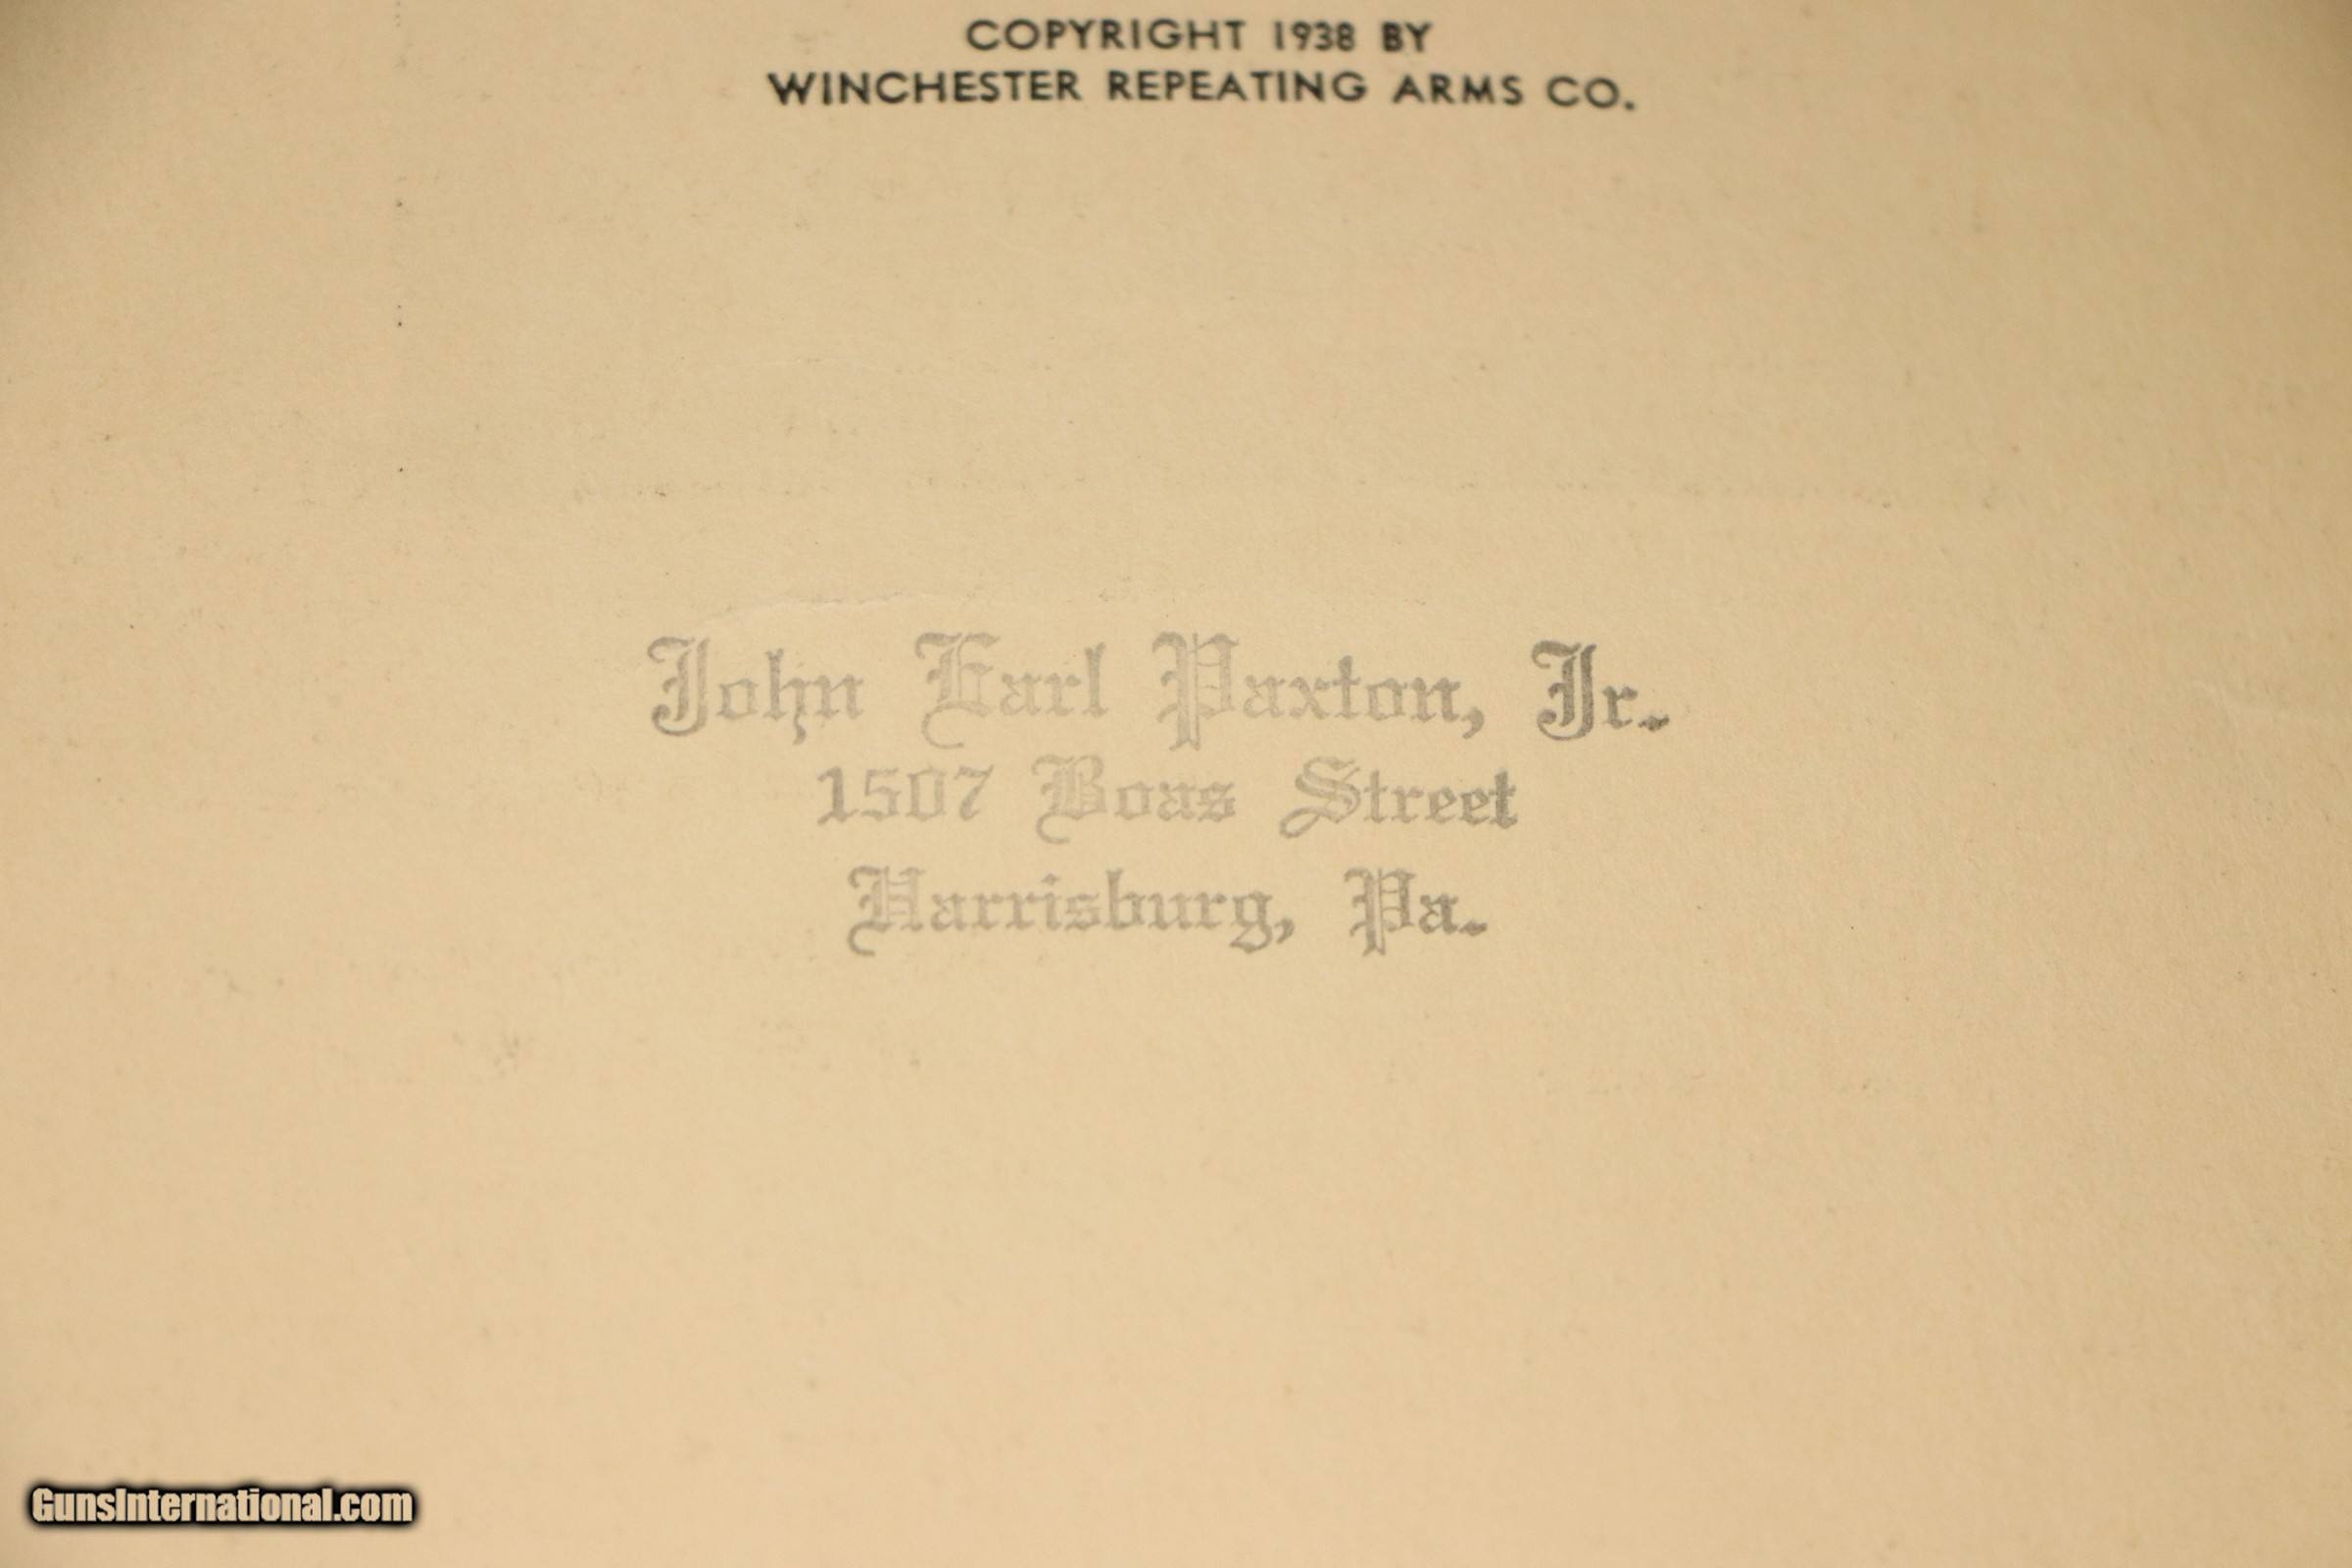 COPYRIGHT 1938 BY
WINCHESTER REPEATING ARMS CO.
John Earl Paxton, Jr.
1507 Boas Street
Harrisburg, Pa.
GunsInternational.com